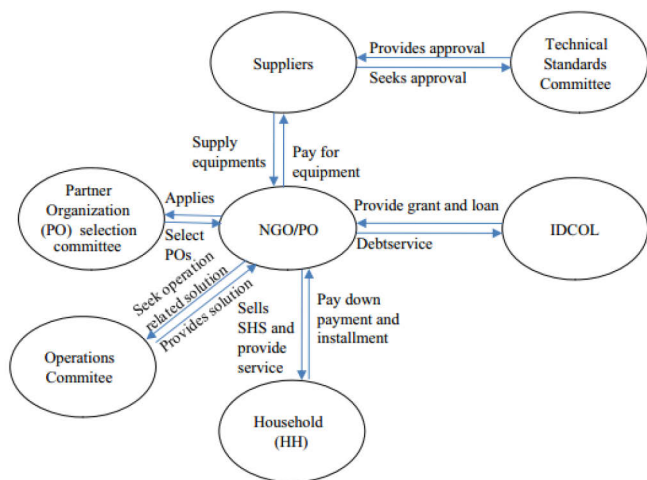 Suppliers
Provides approval
Seeks approval
Technical
Standards
Committee
Supply
equipments
Pay for
equipment
Partner
Organization
(PO) selection
committee
Applies
Select
POs
NGO/PO
Provide grant and loan
Debtservice
IDCOL
Seek operation
related solution
Provides solution
Operations
Commitee
Sells
SHS and
provide
service
Pay down
payment and
installment
Household
(HH)